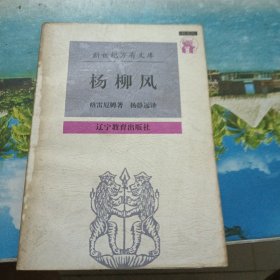 新世纪万有文库
杨柳风
格雷厄姆著 杨静远译
辽宁教育出版社